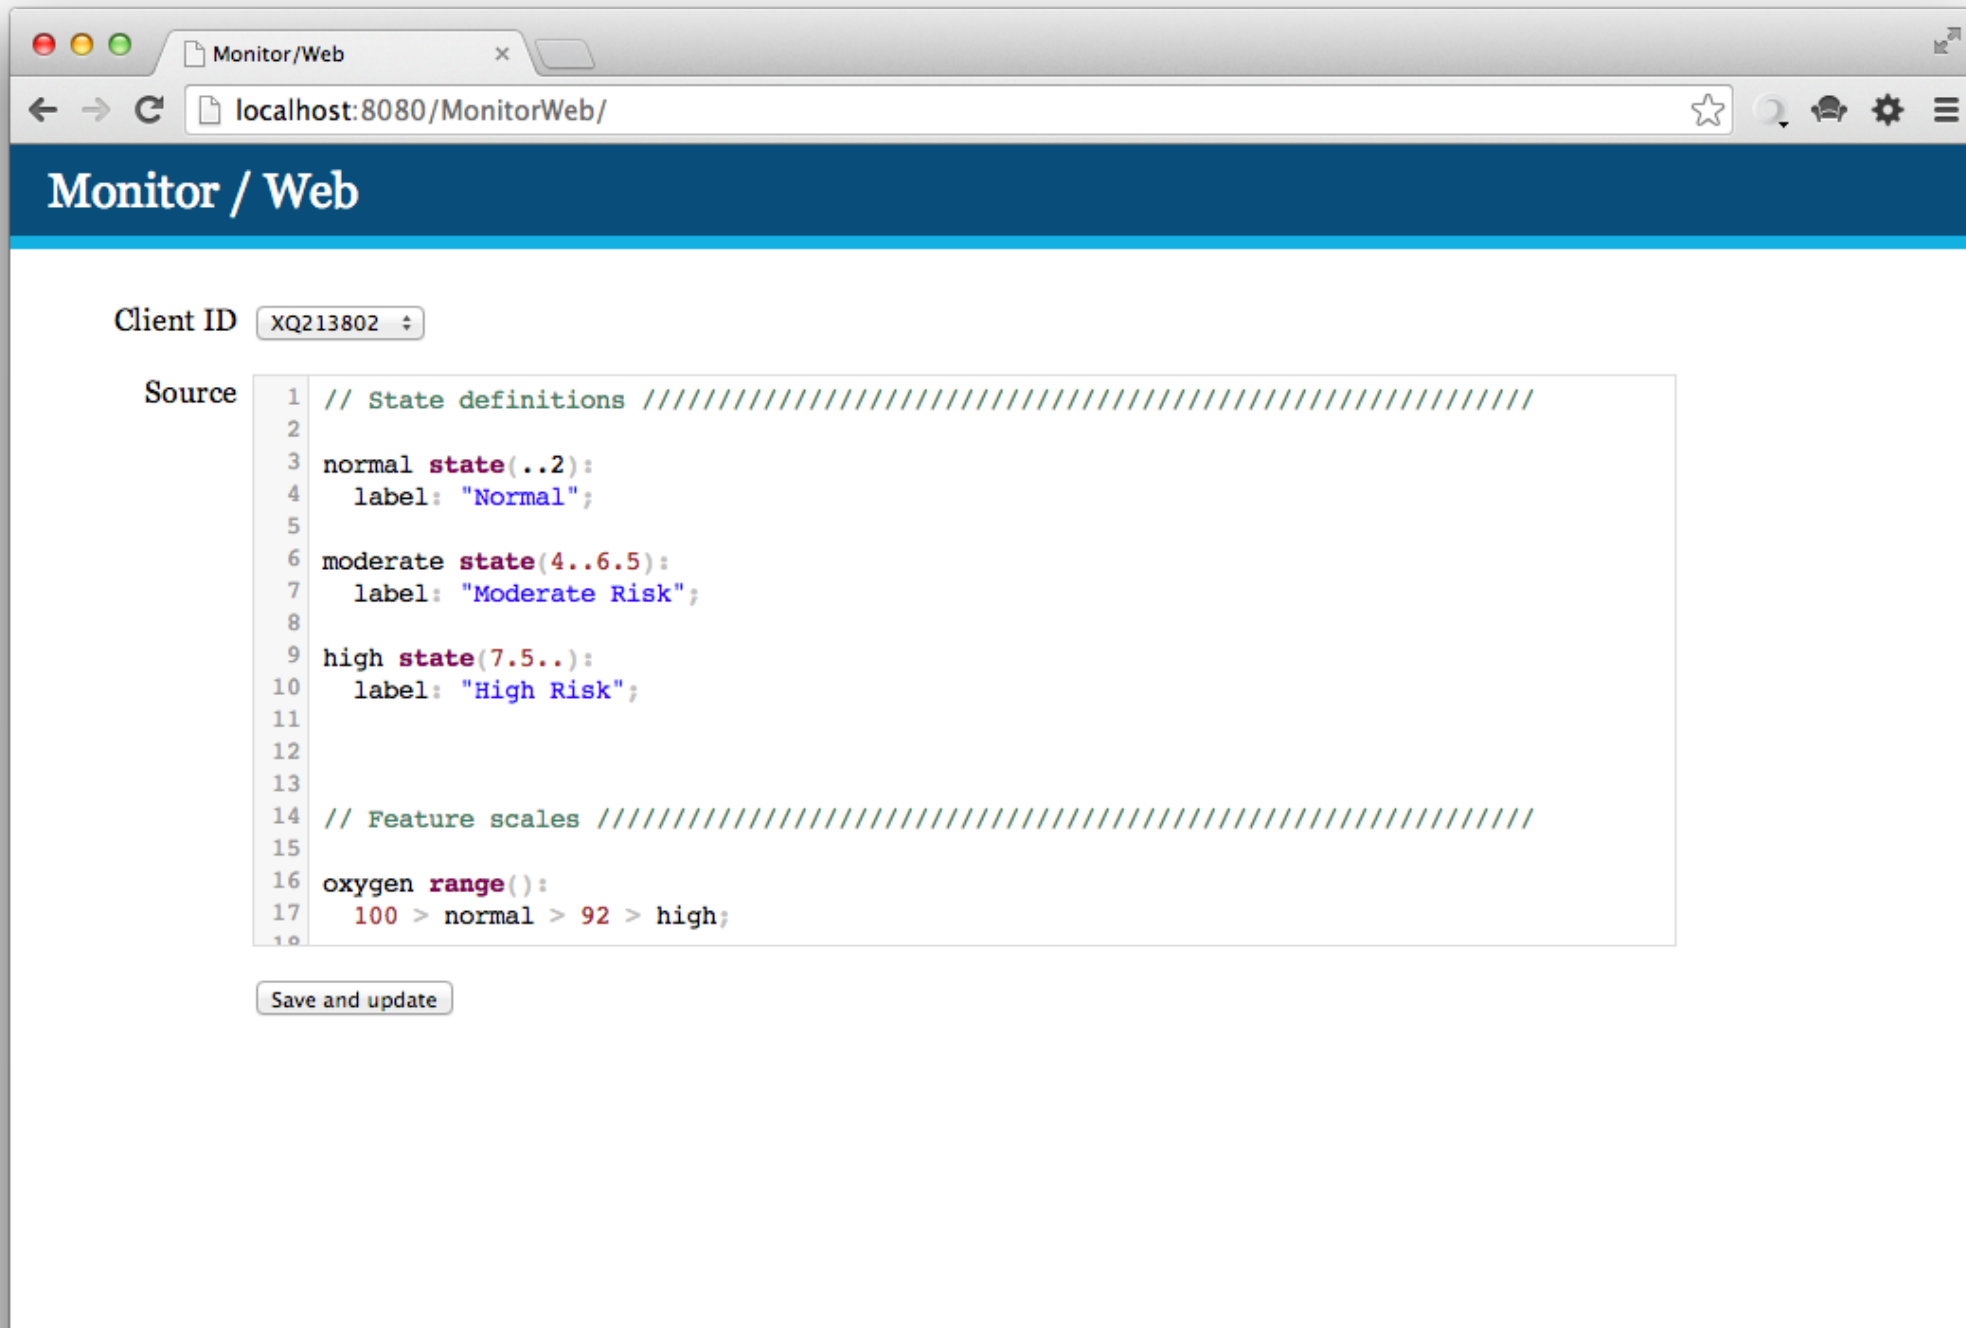 Monitor/Web
localhost:8080/MonitorWeb/
Monitor / Web
Client ID XQ213802
Source
1 // State definitions ///////////////////////////////////////////////////////////
2
3 normal state(..2):
4   label: "Normal";
5
6 moderate state(4..6.5):
7   label: "Moderate Risk";
8
9 high state(7.5..):
10   label: "High Risk";
11
12
13
14 // Feature scales //////////////////////////////////////////////////////////////
15
16 oxygen range():
17   100 > normal > 92 > high;
18
Save and update